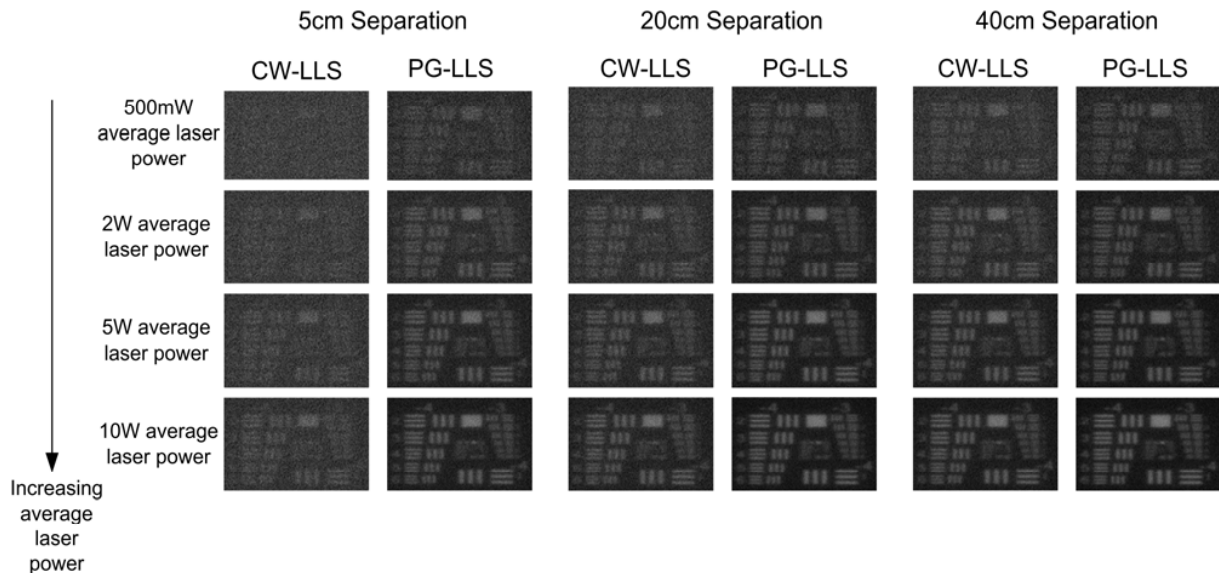 5cm Separation
20cm Separation
40cm Separation
CW-LLS
PG-LLS
CW-LLS
PG-LLS
CW-LLS
PG-LLS
500mW
average laser
power
2W average
laser power
5W average
laser power
10W average
laser power
Increasing
average
laser
power